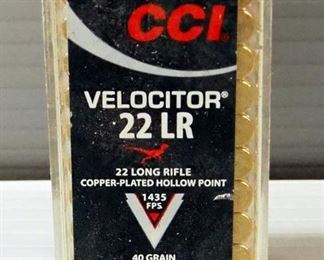 CCI
VELOCITOR®
22 LR
22 LONG RIFLE
COPPER-PLATED HOLLOW POINT
1435
FPS
40 GRAIN